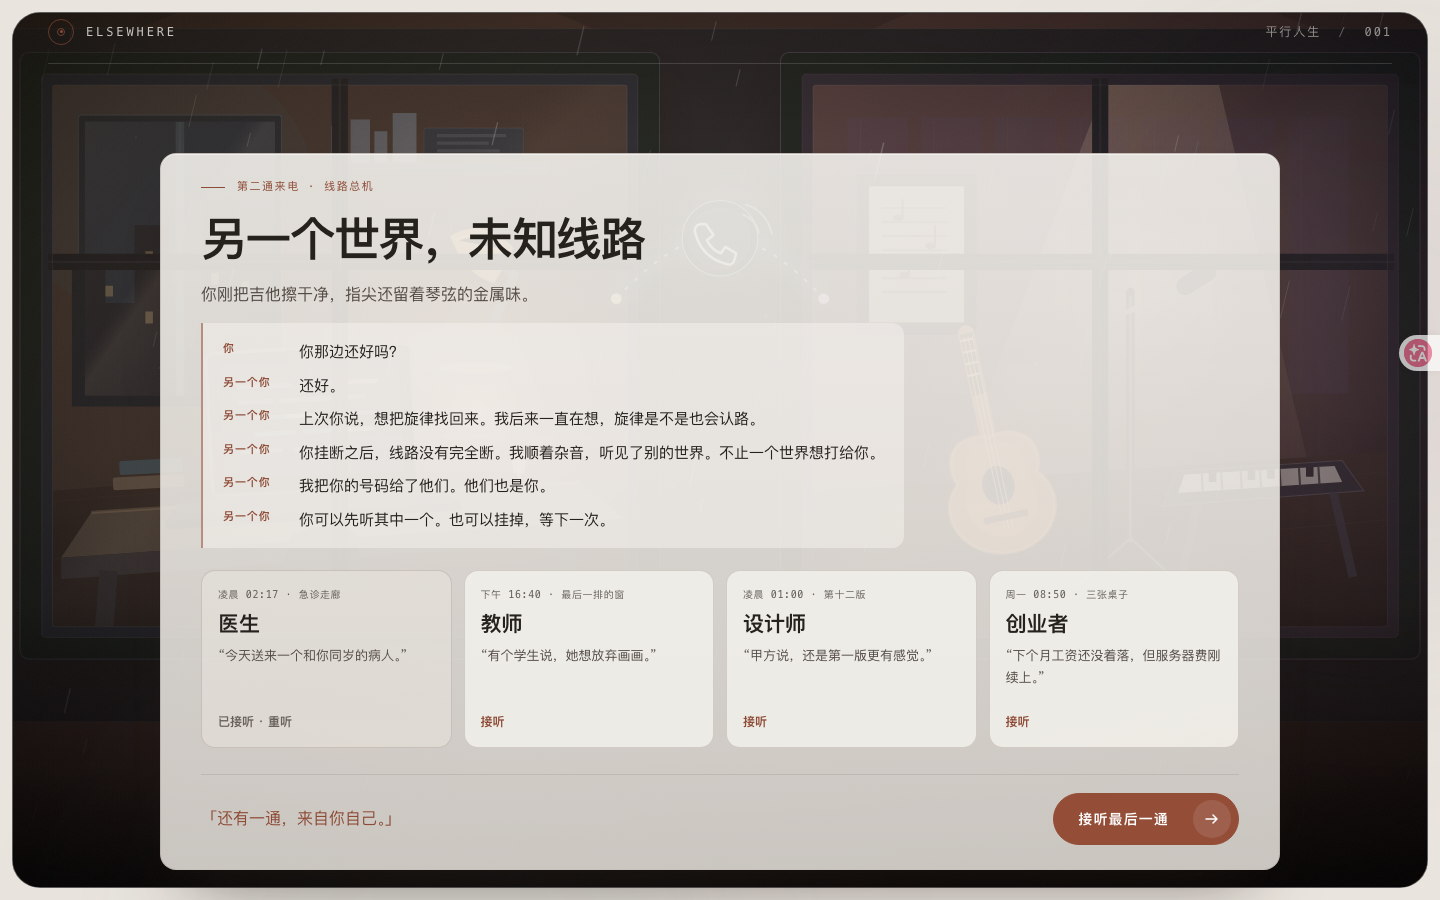 ELSEWHERE
平行人生 / 001
第二通来电 · 线路总机
另一个世界，未知线路
你刚把吉他擦干净，指尖还留着琴弦的金属味。
你 你那边还好吗？
另一个你 还好。
另一个你 上次你说，想把旋律找回来。我后来一直在想，旋律是不是也会认路。
另一个你 你挂断之后，线路没有完全断。我顺着杂音，听见了别的世界。不止一个世界想打给你。
另一个你 我把你的号码给了他们。他们也是你。
另一个你 你可以先听其中一个。也可以挂掉，等下一次。
凌晨 02:17 · 急诊走廊
医生
“今天送来一个和你同岁的病人。”
已接听 · 重听
下午 16:40 · 最后一排的窗
教师
“有个学生说，她想放弃画画。”
接听
凌晨 01:00 · 第十二版
设计师
“甲方说，还是第一版更有感觉。”
接听
周一 08:50 · 三张桌子
创业者
“下个月工资还没着落，但服务器费刚
续上。”
接听
「还有一通，来自你自己。」
接听最后一通